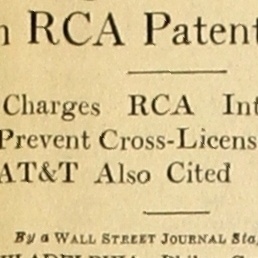 RCA Patent
Charges RCA Int
Prevent Cross-Licens
AT&T Also Cited
By a WALL STREET JOURNAL Sta